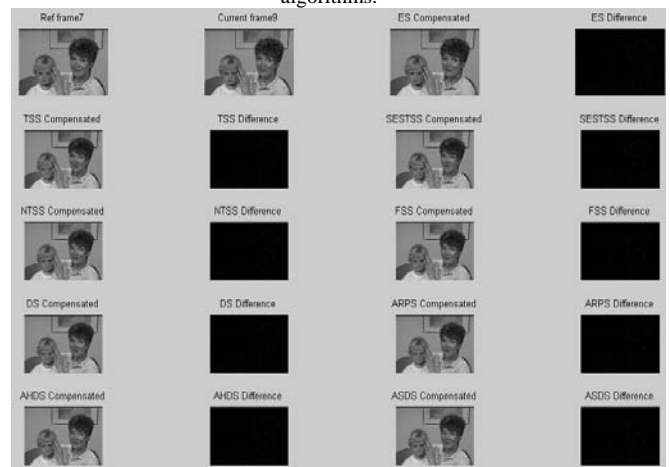 algorithms.
Ref frame7 Current frame9 ES Compensated ES Difference
TSS Compensated TSS Difference SESTSS Compensated SESTSS Difference
NTSS Compensated NTSS Difference FSS Compensated FSS Difference
DS Compensated DS Difference ARPS Compensated ARPS Difference
AHDS Compensated AHDS Difference ASDS Compensated ASDS Difference